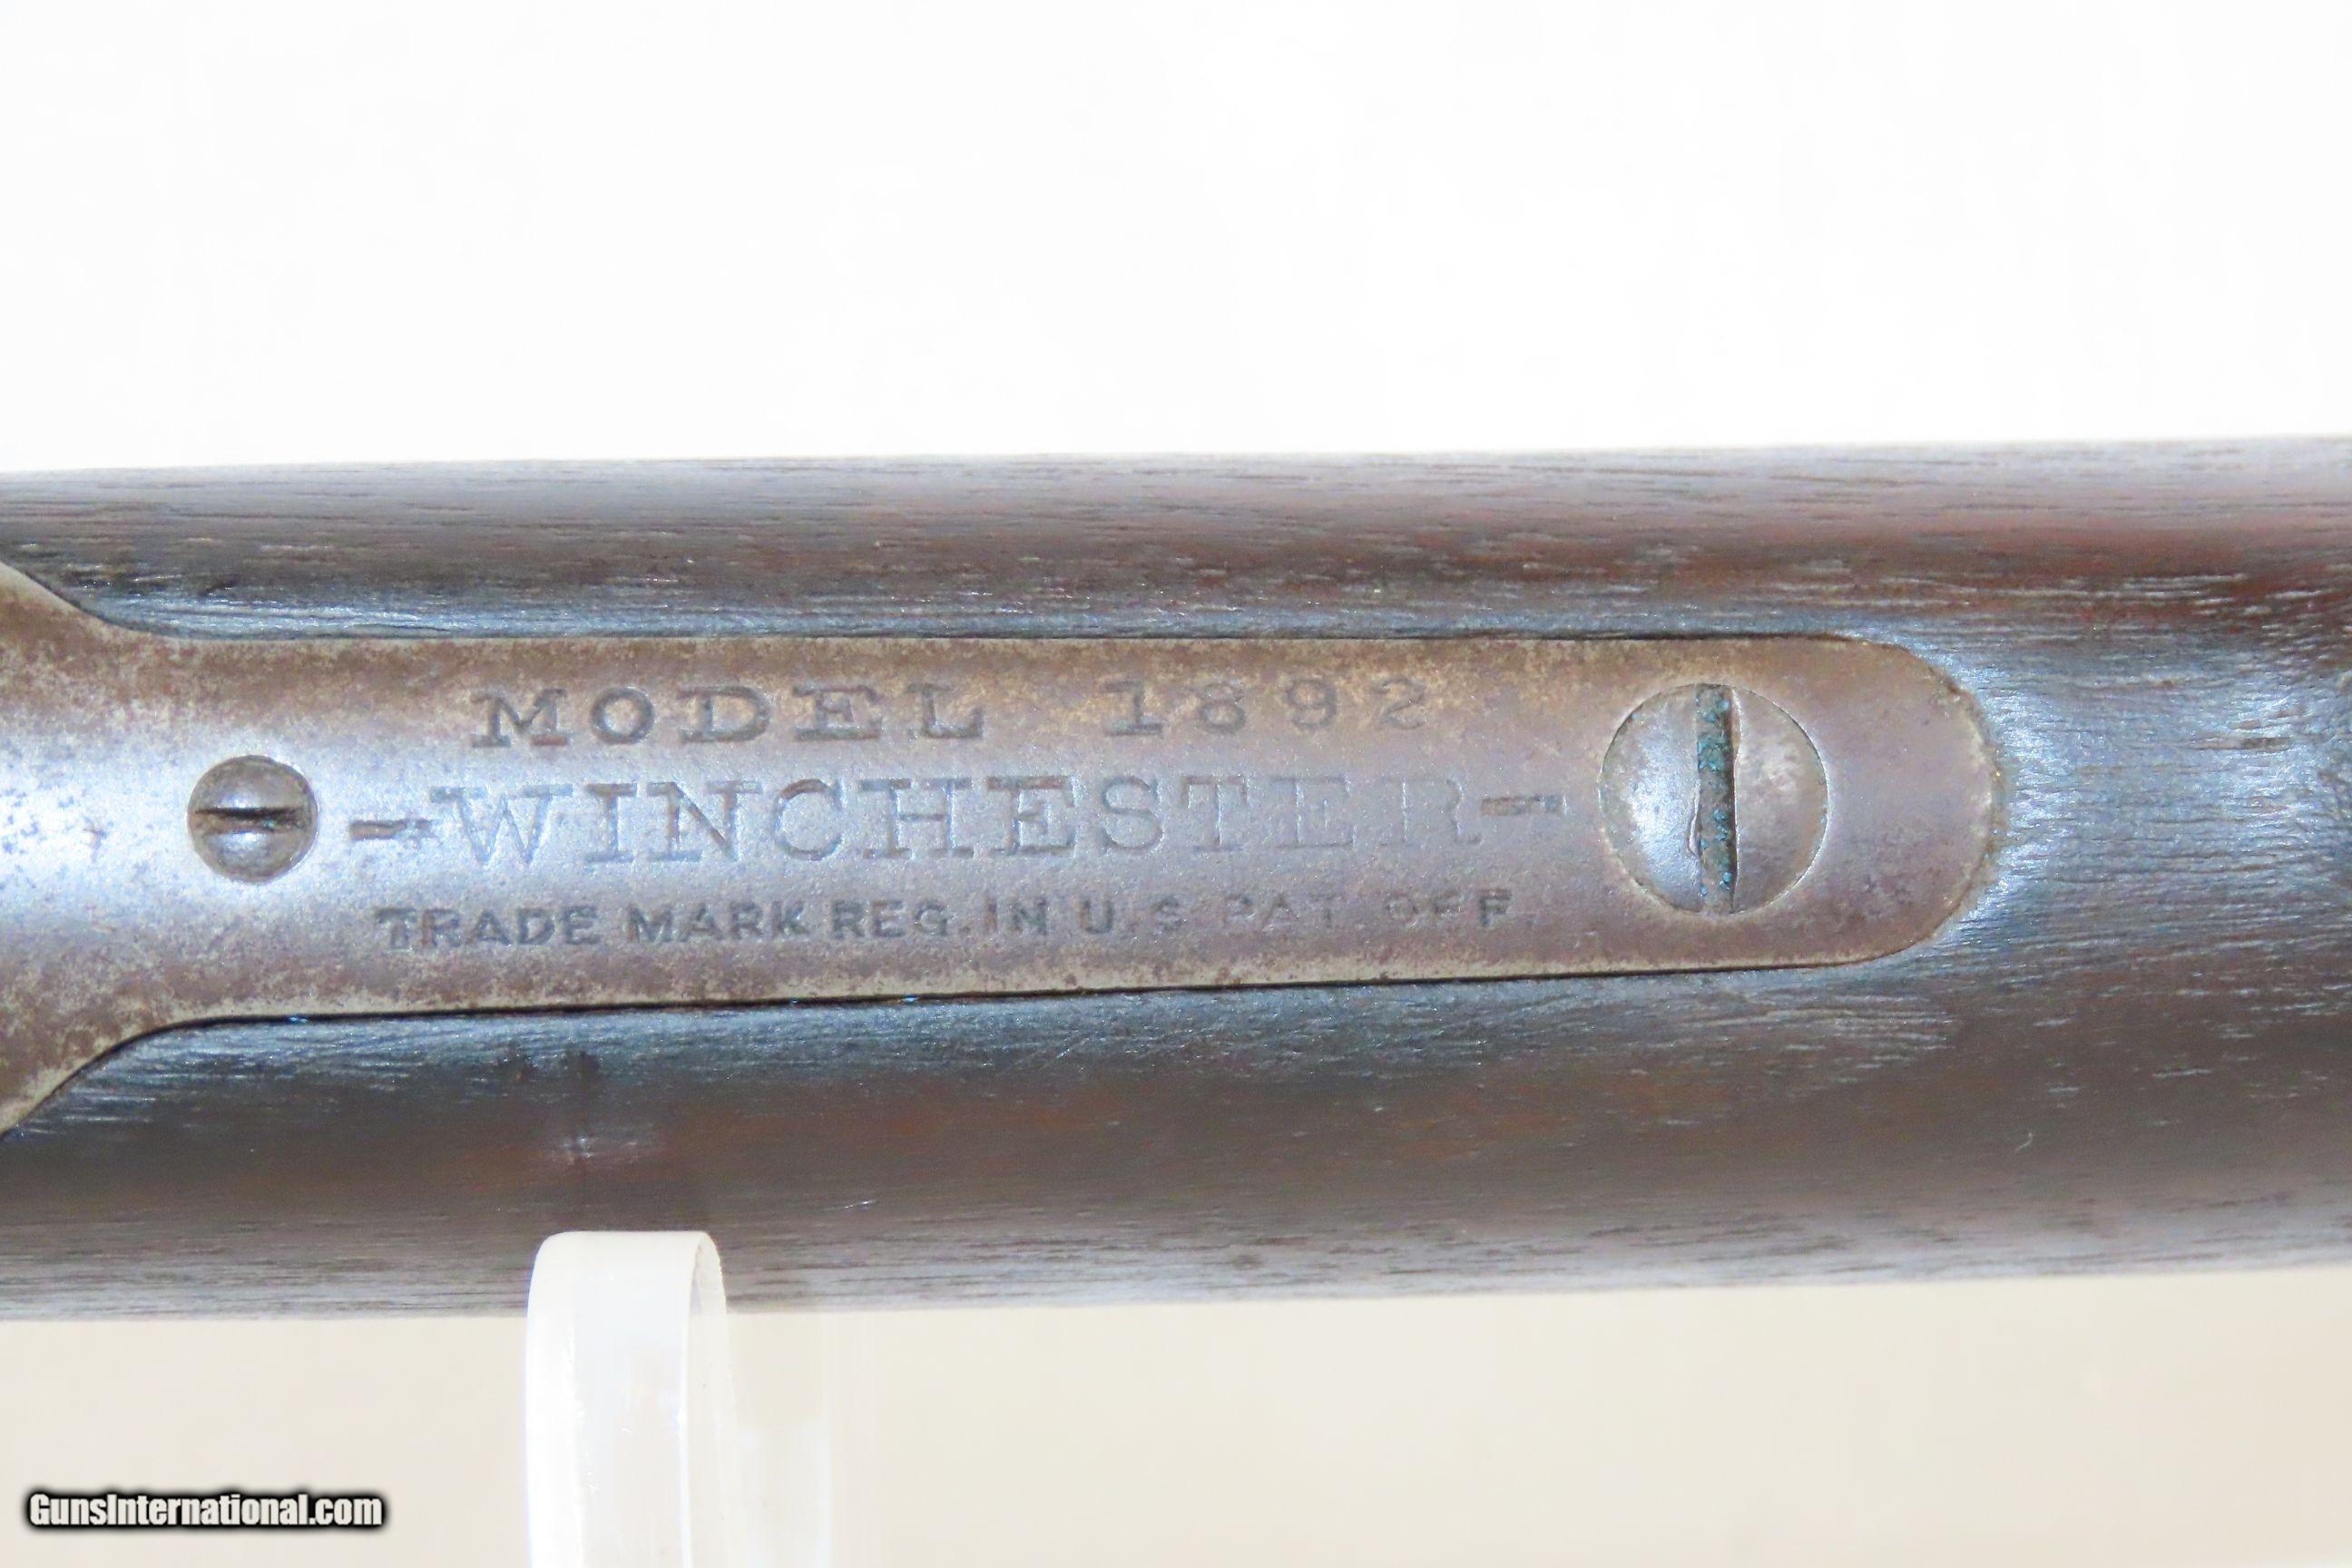 MODEL 1892
-WINCHESTER-
TRADE MARK REG. IN U.S. PAT. OFF.
GunsInternational.com